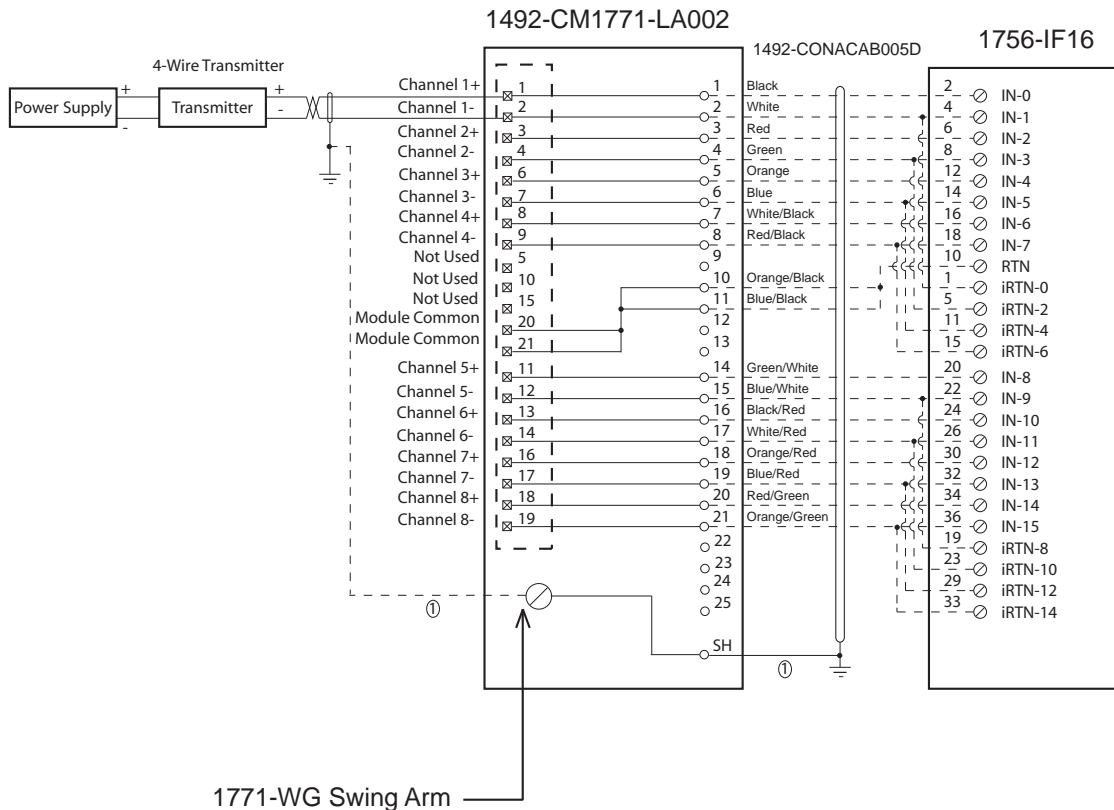 1492-CM1771-LA002
1492-CONACAB005D
1756-IF16
4-Wire Transmitter
Power Supply
+
-
Transmitter
+
-
Channel 1+ 1 1 Black 2 IN-0
Channel 1- 2 2 White 4 IN-1
Channel 2+ 3 3 Red 6 IN-2
Channel 2- 4 4 Green 8 IN-3
Channel 3+ 6 5 Orange 12 IN-4
Channel 3- 7 6 Blue 14 IN-5
Channel 4+ 8 7 White/Black 16 IN-6
Channel 4- 9 8 Red/Black 18 IN-7
Not Used 5 9 10 RTN
Not Used 10 10 Orange/Black 1 iRTN-0
Not Used 15 11 Blue/Black 5 iRTN-2
Module Common 20 12 11 iRTN-4
Module Common 21 13 15 iRTN-6
Channel 5+ 11 14 Green/White 20 IN-8
Channel 5- 12 15 Blue/White 22 IN-9
Channel 6+ 13 16 Black/Red 24 IN-10
Channel 6- 14 17 White/Red 26 IN-11
Channel 7+ 16 18 Orange/Red 30 IN-12
Channel 7- 17 19 Blue/Red 32 IN-13
Channel 8+ 18 20 Red/Green 34 IN-14
Channel 8- 19 21 Orange/Green 36 IN-15
22 19 iRTN-8
23 23 iRTN-10
24 29 iRTN-12
25 33 iRTN-14
①
SH
①
1771-WG Swing Arm